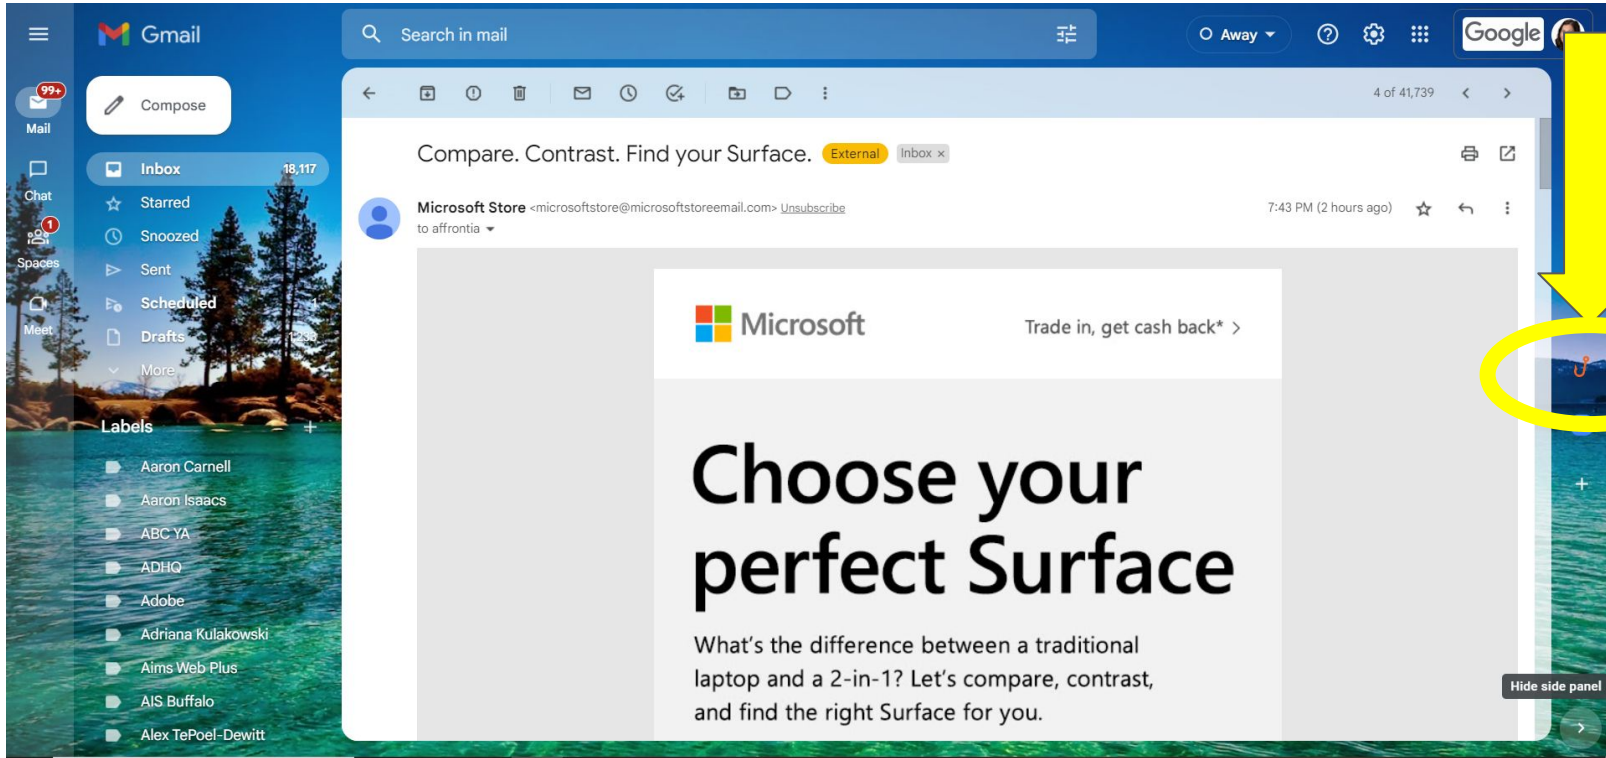 Gmail
Search in mail
Away
Google
99+
Mail
Compose
4 of 41,739
Compare. Contrast. Find your Surface. External Inbox ×
Inbox 18,117
Chat
Starred
Microsoft Store <microsoftstore@microsoftstoreemail.com> Unsubscribe
7:43 PM (2 hours ago)
to affrontia
1
Snoozed
Spaces
Sent
Scheduled 1
Meet
Drafts
More
Microsoft
Trade in, get cash back* >
Labels +
Aaron Carnell
Aaron Isaacs
ABC YA
ADHQ
Adobe
Adriana Kulakowski
Aims Web Plus
AIS Buffalo
Alex TePoel-Dewitt
Choose your
perfect Surface
What's the difference between a traditional
laptop and a 2-in-1? Let's compare, contrast,
and find the right Surface for you.
Hide side panel